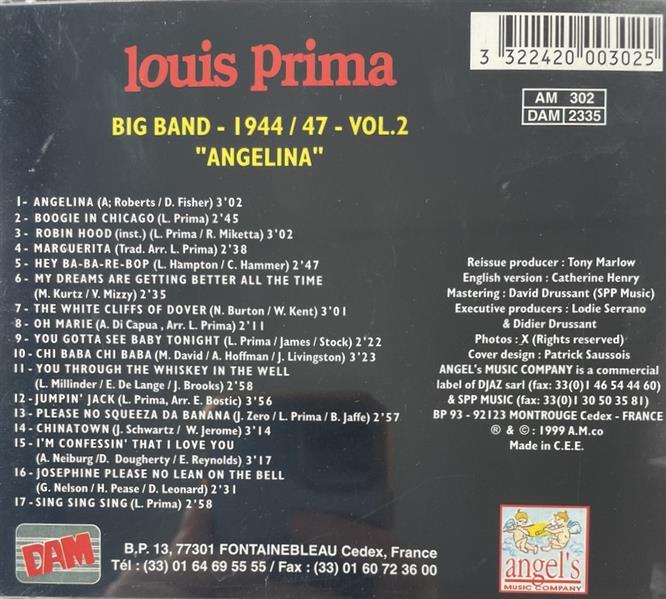 louis Prima
3 322420 003025
BIG BAND - 1944 / 47 - VOL.2
"ANGELINA"
AM 302
DAM 2335
1- ANGELINA (A; Roberts / D. Fisher) 3'02
2- BOOGIE IN CHICAGO (L. Prima) 2'45
3- ROBIN HOOD (inst.) (L. Prima / R. Miketta) 3'02
4- MARGUERITA (Trad. Arr. L. Prima) 2'38
5- HEY BA-BA-RE-BOP (L. Hampton / C. Hammer) 2'47
6- MY DREAMS ARE GETTING BETTER ALL THE TIME
(M. Kurtz / V. Mizzy) 2'35
7- THE WHITE CLIFFS OF DOVER (N. Burton / W. Kent) 3'01
8- OH MARIE (A. Di Capua , Arr. L. Prima) 2'11
9- YOU GOTTA SEE BABY TONIGHT (L. Prima / James / Stock) 2'22
10- CHI BABA CHI BABA (M. David / A. Hoffman / J. Livingston) 3'23
11- YOU THROUGH THE WHISKEY IN THE WELL
(L. Millinder / E. De Lange / J. Brooks) 2'58
12- JUMPIN' JACK (L. Prima, Arr E. Bostic) 3'56
13- PLEASE NO SQUEEZA DA BANANA (J. Zero / L. Prima / B. Jaffe) 2'57
14- CHINATOWN (J. Schwartz / W. Jerome) 3'14
15- I'M CONFESSIN' THAT I LOVE YOU
(A. Neiburg /D. Dougherty / E. Reynolds) 3'17
16- JOSEPHINE PLEASE NO LEAN ON THE BELL
(G. Nelson / H. Pease / D. Leonard) 2'31
17- SING SING SING (L. Prima) 2'58
Reissue producer : Tony Marlow
English version : Catherine Henry
Mastering : David Drussant (SPP Music)
Executive producers : Lodie Serrano
& Didier Drussant
Photos : X (Rights reserved)
Cover design : Patrick Saussois
ANGEL's MUSIC COMPANY is a commercial
label of DJAZ sarl (fax: 33(0)1 46 54 44 60)
& SPP MUSIC (fax: 33(0)1 30 50 35 81)
BP 93 - 92123 MONTROUGE Cedex - FRANCE
® & © : 1999 A.M.co
Made in C.E.E.
DAM
B.P. 13, 77301 FONTAINEBLEAU Cedex, France
Tél : (33) 01 64 69 55 55 / Fax : (33) 01 60 72 36 00
angel's
MUSIC COMPANY